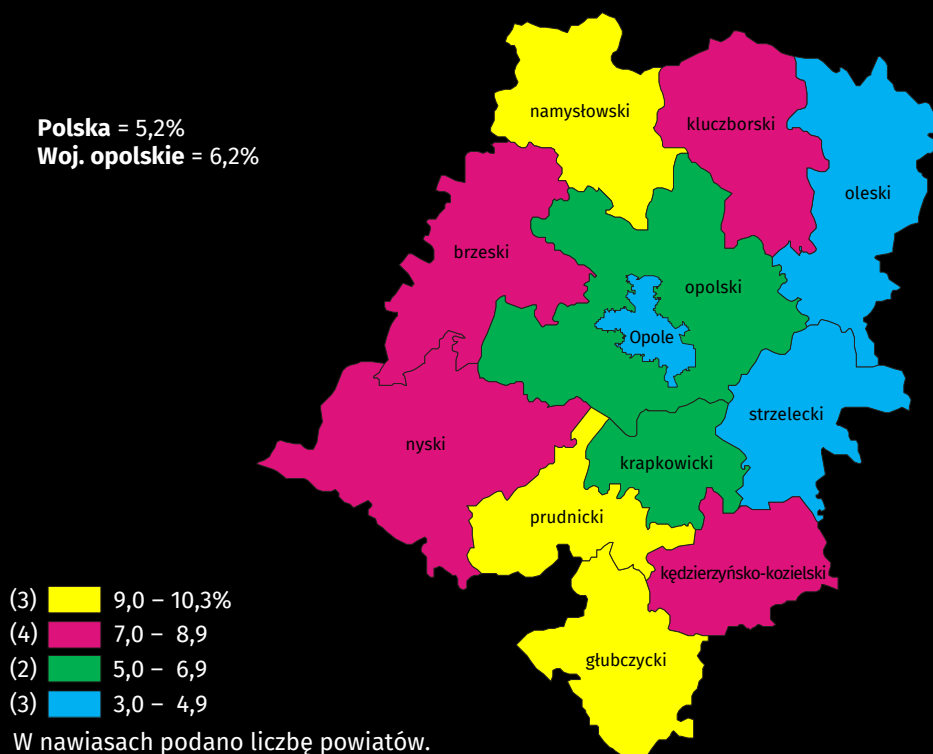 Polska = 5,2%
Woj. opolskie = 6,2%
namysłowski
kluczborski
oleski
brzeski
opolski
Opole
strzelecki
nyski
krapkowicki
prudnicki
kędzierzyńsko-kozielski
głubczycki
(3) 9,0 – 10,3%
(4) 7,0 – 8,9
(2) 5,0 – 6,9
(3) 3,0 – 4,9
W nawiasach podano liczbę powiatów.